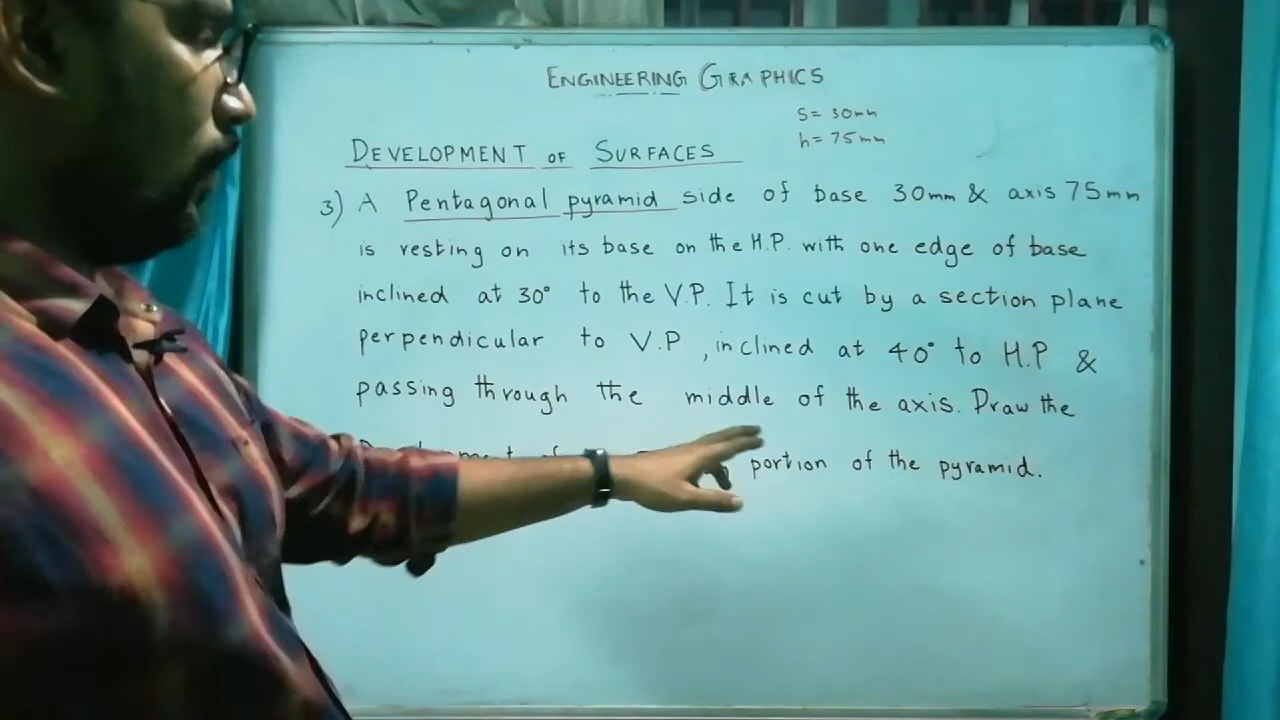 ENGINEERING GRAPHICS
S= 30mm
h= 75mm
DEVELOPMENT OF SURFACES
3) A Pentagonal pyramid side of base 30mm & axis 75mm
is resting on its base on the H.P. with one edge of base
inclined at 30° to the V.P. It is cut by a section plane
perpendicular to V.P, inclined at 40° to H.P &
passing through the middle of the axis. Draw the
portion of the pyramid.